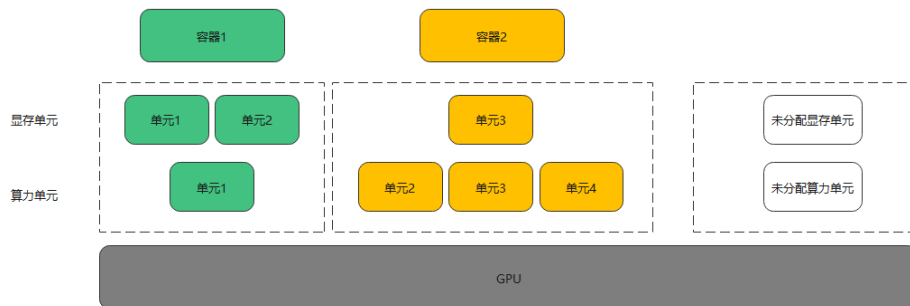 容器1
容器2
显存单元
单元1
单元2
单元3
未分配显存单元
算力单元
单元1
单元2
单元3
单元4
未分配算力单元
GPU